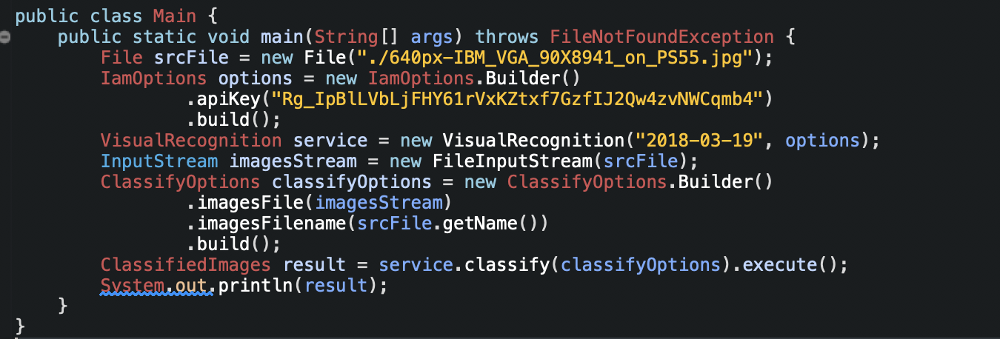 public class Main {
    public static void main(String[] args) throws FileNotFoundException {
        File srcFile = new File("./640px-IBM_VGA_90X8941_on_PS55.jpg");
        IamOptions options = new IamOptions.Builder()
                .apiKey("Rg_IpBlLVbLjFHY61rVxKZtxf7GzfIJ2Qw4zvNWCqmb4")
                .build();
        VisualRecognition service = new VisualRecognition("2018-03-19", options);
        InputStream imagesStream = new FileInputStream(srcFile);
        ClassifyOptions classifyOptions = new ClassifyOptions.Builder()
                .imagesFile(imagesStream)
                .imagesFilename(srcFile.getName())
                .build();
        ClassifiedImages result = service.classify(classifyOptions).execute();
        System.out.println(result);
    }
}